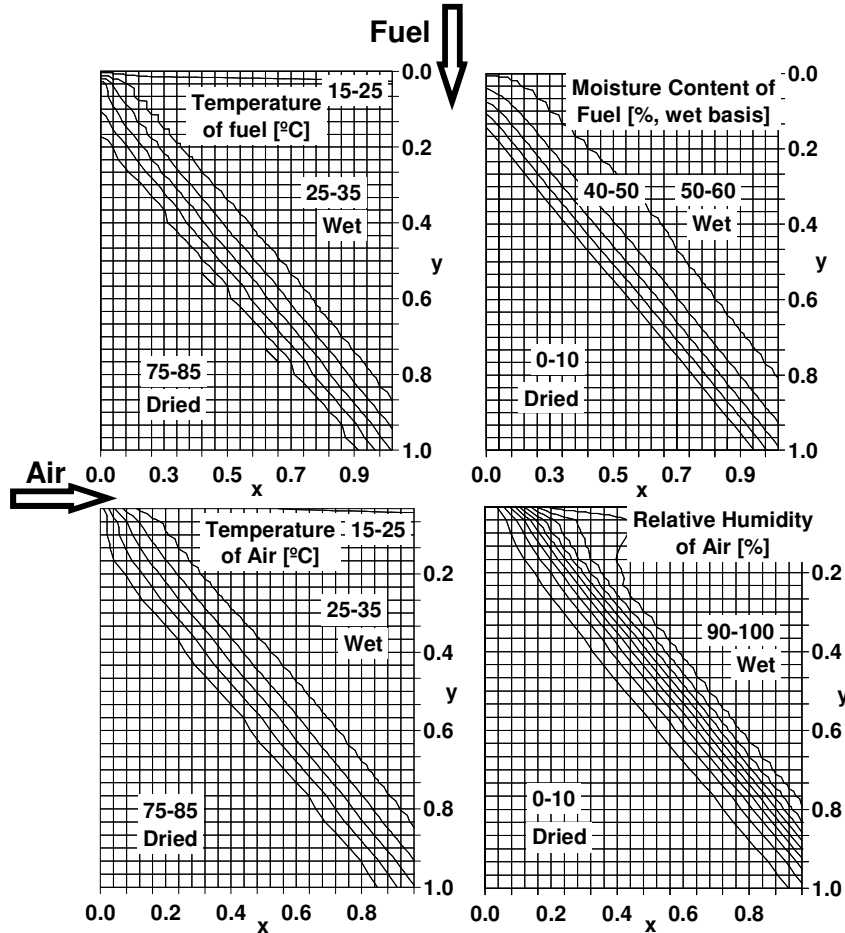 Fuel
Temperature
of fuel [ºC]
15-25
25-35
Wet
75-85
Dried
0.0
0.2
0.4
y
0.6
0.8
1.0
0.0 0.3 0.5 0.7 0.9
x
Moisture Content of
Fuel [%, wet basis]
40-50 50-60
Wet
0-10
Dried
0.0
0.2
0.4
y
0.6
0.8
1.0
0.0 0.3 0.5 0.7 0.9
x
Air
Temperature
of Air [ºC]
15-25
25-35
Wet
75-85
Dried
0.2
0.4
y
0.6
0.8
1.0
0.0 0.2 0.4 0.6 0.8
x
Relative Humidity
of Air [%]
90-100
Wet
0-10
Dried
0.2
0.4
y
0.6
0.8
1.0
0.0 0.2 0.4 0.6 0.8
x